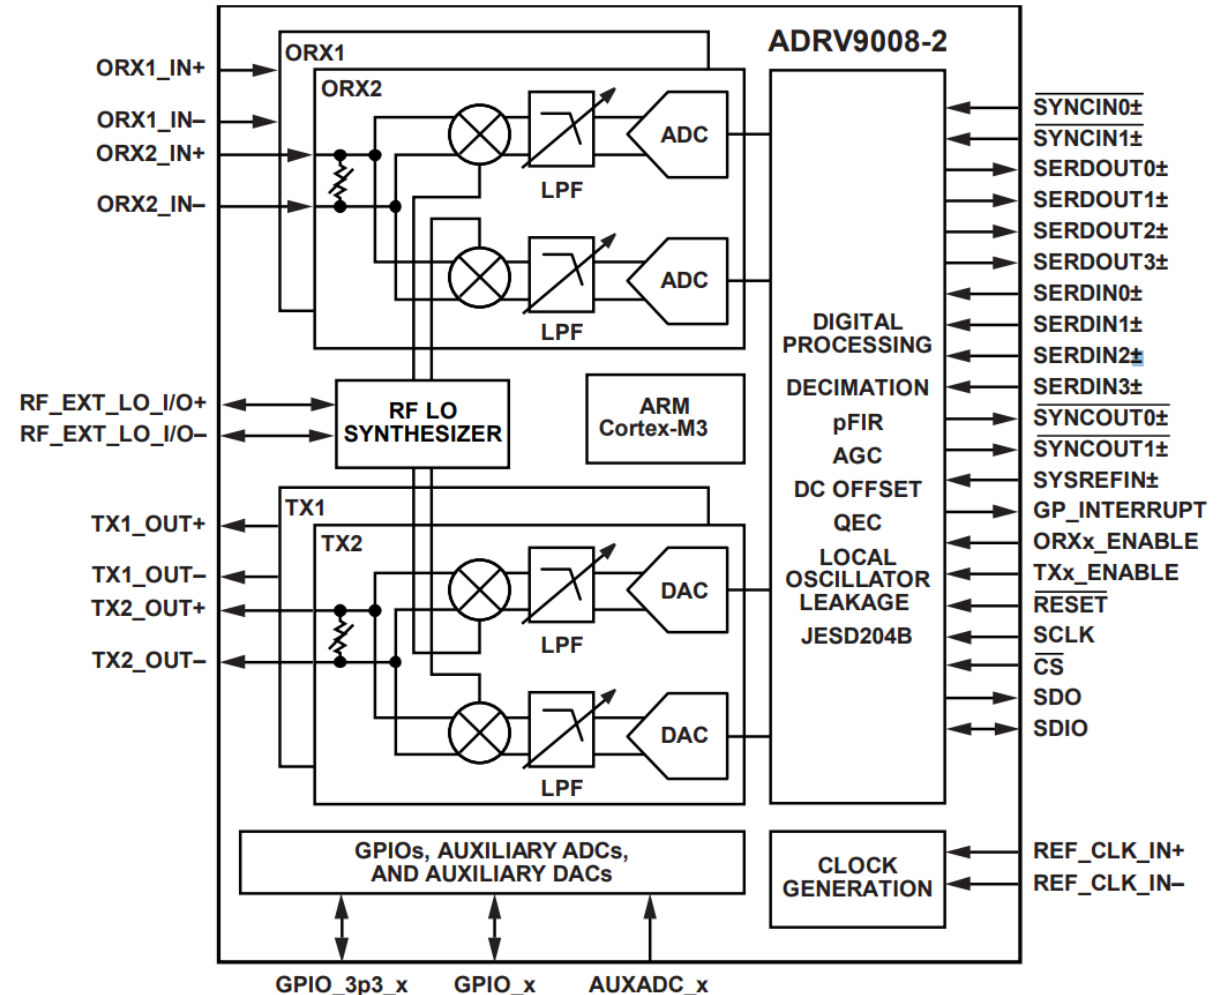 ADRV9008-2
ORX1
ORX2
ORX1_IN+
ORX1_IN–
ORX2_IN+
ORX2_IN–
LPF
ADC
LPF
ADC
RF_EXT_LO_I/O+
RF_EXT_LO_I/O–
RF LO
SYNTHESIZER
ARM
Cortex-M3
TX1
TX2
TX1_OUT+
TX1_OUT–
TX2_OUT+
TX2_OUT–
LPF
DAC
LPF
DAC
DIGITAL
PROCESSING
DECIMATION
pFIR
AGC
DC OFFSET
QEC
LOCAL
OSCILLATOR
LEAKAGE
JESD204B
SYNCIN0±
SYNCIN1±
SERDOUT0±
SERDOUT1±
SERDOUT2±
SERDOUT3±
SERDIN0±
SERDIN1±
SERDIN2±
SERDIN3±
SYNCOUT0±
SYNCOUT1±
SYSREFIN±
GP_INTERRUPT
ORXx_ENABLE
TXx_ENABLE
RESET
SCLK
CS
SDO
SDIO
GPIOs, AUXILIARY ADCs,
AND AUXILIARY DACs
CLOCK
GENERATION
REF_CLK_IN+
REF_CLK_IN–
GPIO_3p3_x
GPIO_x
AUXADC_x